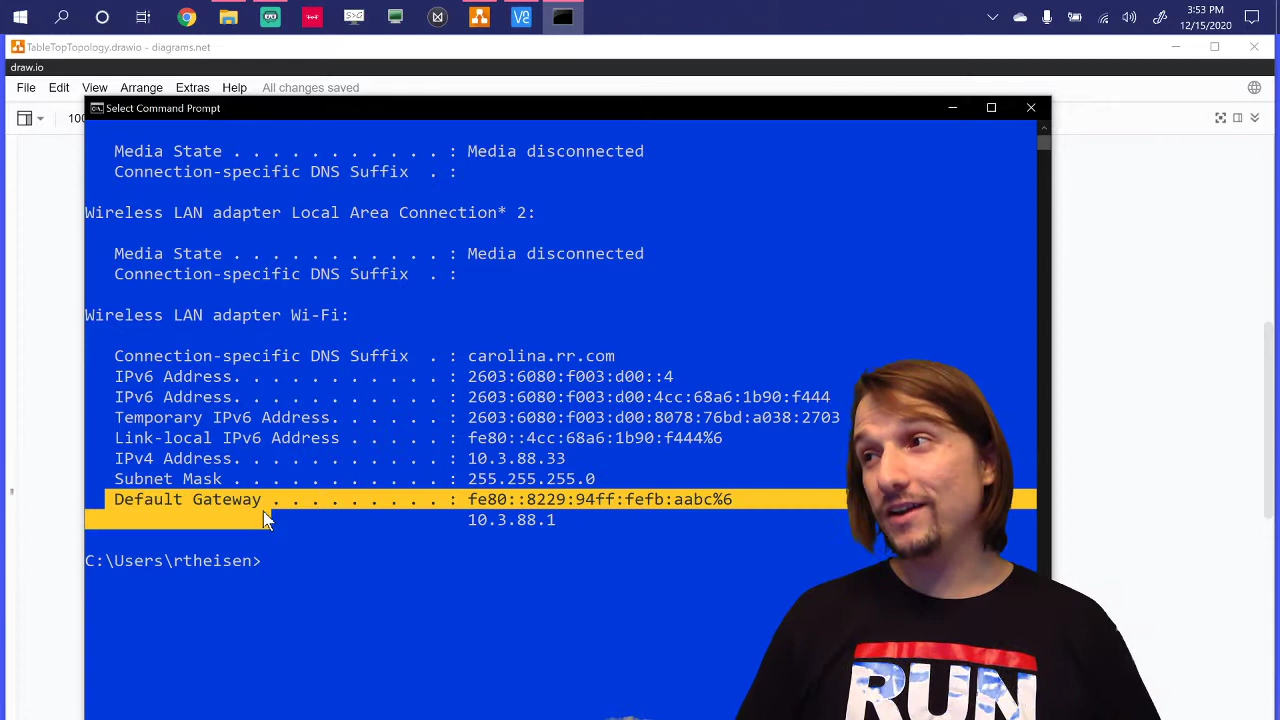 3:53 PM
12/15/2020
TableTopTopology.drawio - diagrams.net
draw.io
File Edit View Arrange Extras Help All changes saved
100
Select Command Prompt
Media State . . . . . . . . . . . : Media disconnected
Connection-specific DNS Suffix . :
Wireless LAN adapter Local Area Connection* 2:
Media State . . . . . . . . . . . : Media disconnected
Connection-specific DNS Suffix . :
Wireless LAN adapter Wi-Fi:
Connection-specific DNS Suffix . : carolina.rr.com
IPv6 Address. . . . . . . . . . . : 2603:6080:f003:d00::4
IPv6 Address. . . . . . . . . . . : 2603:6080:f003:d00:4cc:68a6:1b90:f444
Temporary IPv6 Address. . . . . . : 2603:6080:f003:d00:8078:76bd:a038:2703
Link-local IPv6 Address . . . . . : fe80::4cc:68a6:1b90:f444%6
IPv4 Address. . . . . . . . . . . : 10.3.88.33
Subnet Mask . . . . . . . . . . . : 255.255.255.0
Default Gateway . . . . . . . . . : fe80::8229:94ff:fefb:aabc%6
10.3.88.1
C:\Users\rtheisen>
RUN